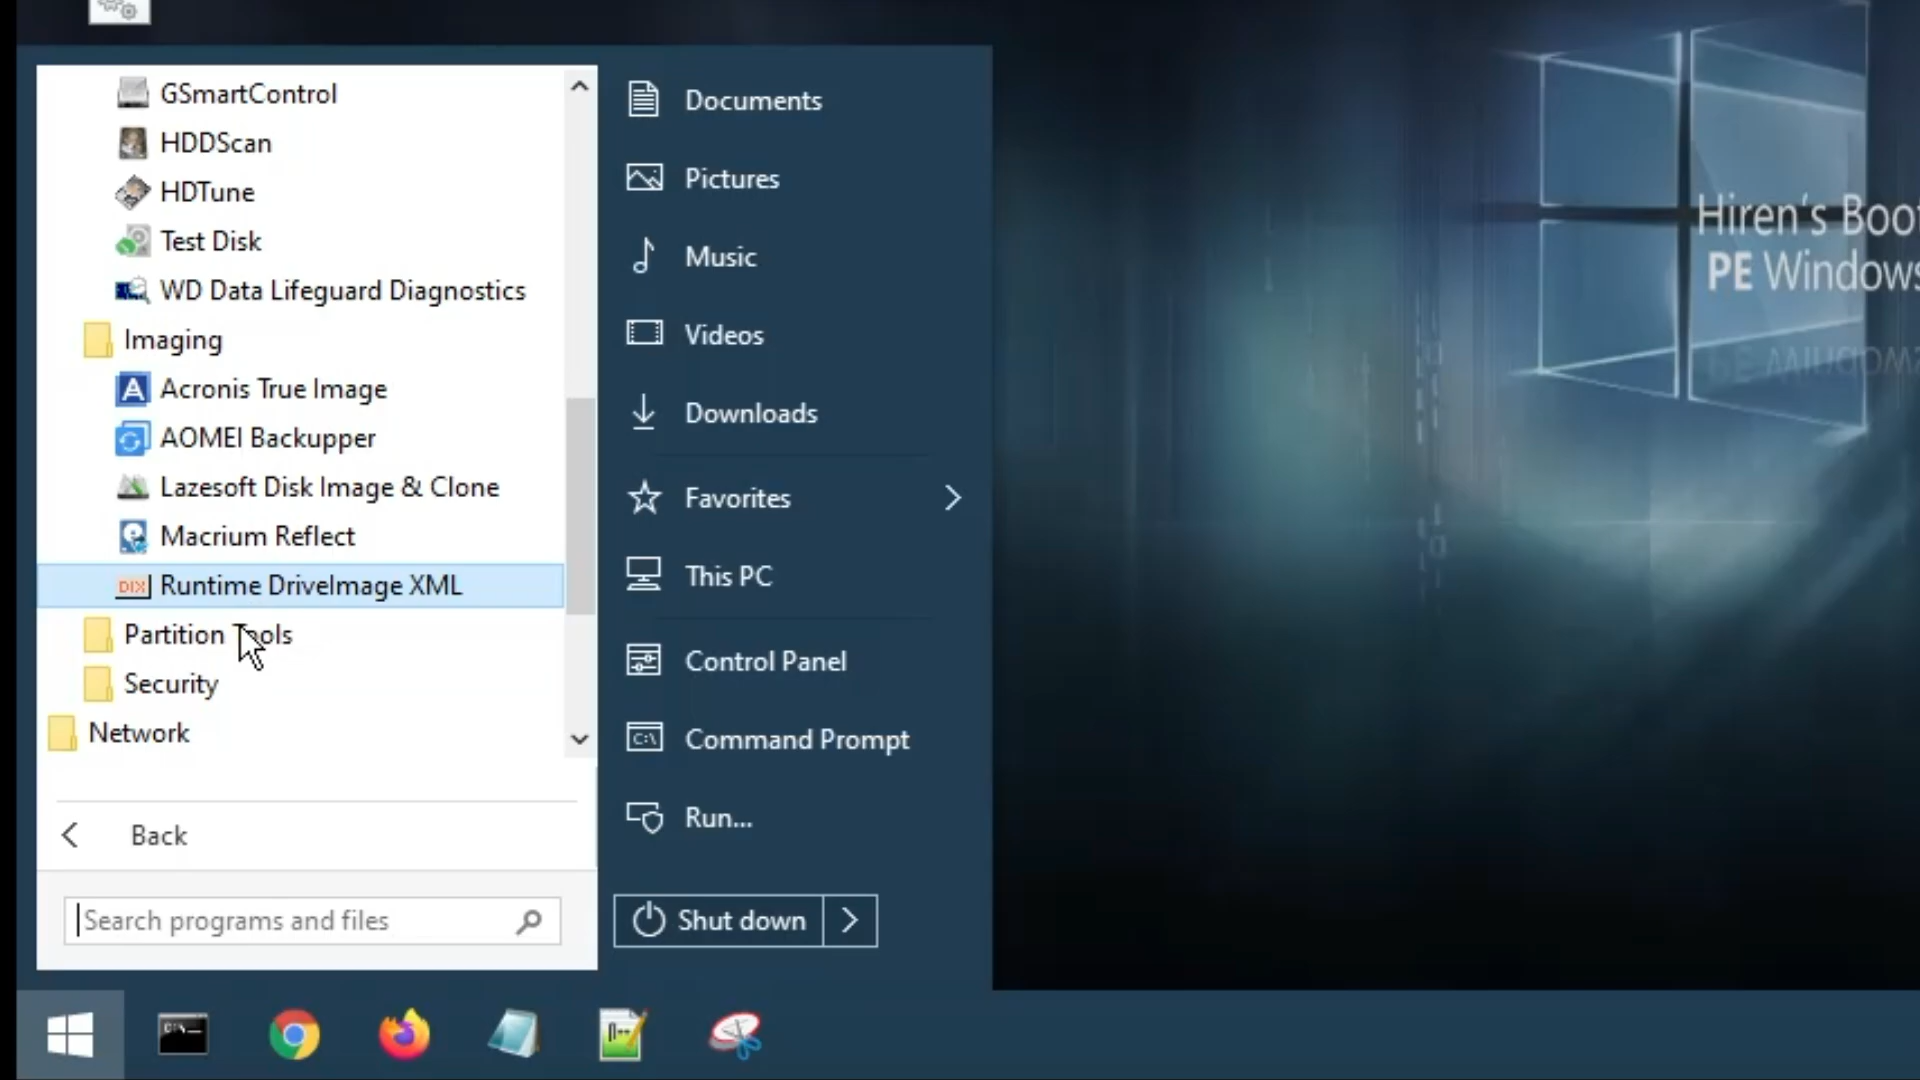 GSmartControl
HDDScan
HDTune
Test Disk
WD Data Lifeguard Diagnostics
Imaging
A Acronis True Image
AOMEI Backupper
Lazesoft Disk Image & Clone
Macrium Reflect
DIX Runtime DriveImage XML
Partition Tools
Security
Network
Back
Search programs and files
Documents
Pictures
Music
Videos
Downloads
Favorites
This PC
Control Panel
C:\ Command Prompt
Run...
Shut down
Hiren's Boot
PE Windows